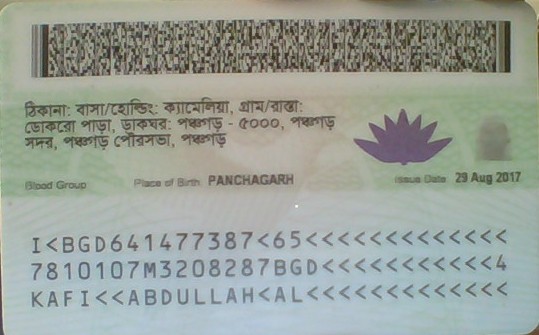 ঠিকানা: বাসা/হোল্ডিং: ক্যামেলিয়া, গ্রাম/রাস্তা:
ডোকরো পাড়া, ডাকঘর: পঞ্চগড় - ৫০০০, পঞ্চগড়
সদর, পঞ্চগড় পৌরসভা, পঞ্চগড়
Blood Group Place of Birth PANCHAGARH Issue Date 29 Aug 2017
I<BGD641477387<65<<<<<<<<<<<<<
7810107M3208287BGD<<<<<<<<<<<4
KAFI<<ABDULLAH<AL<<<<<<<<<<<<<